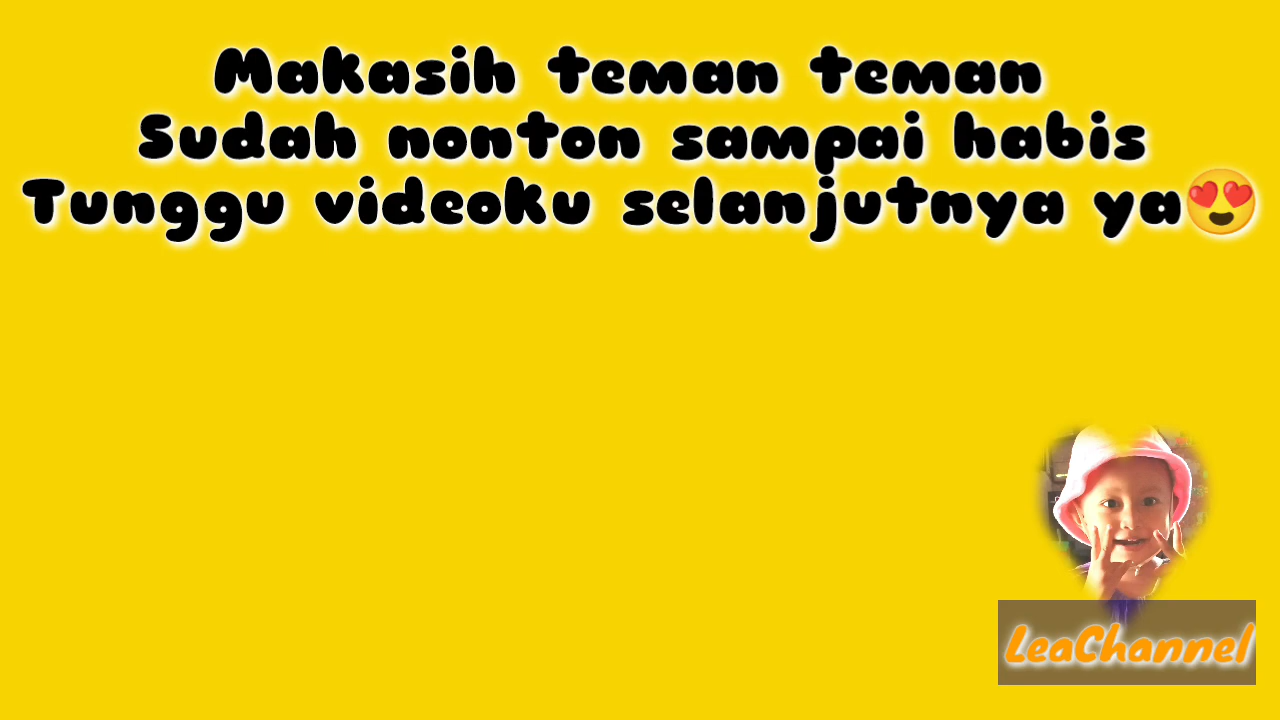 Makasih teman teman
Sudah nonton sampai habis
Tunggu videoku selanjutnya ya😍
LeaChannel